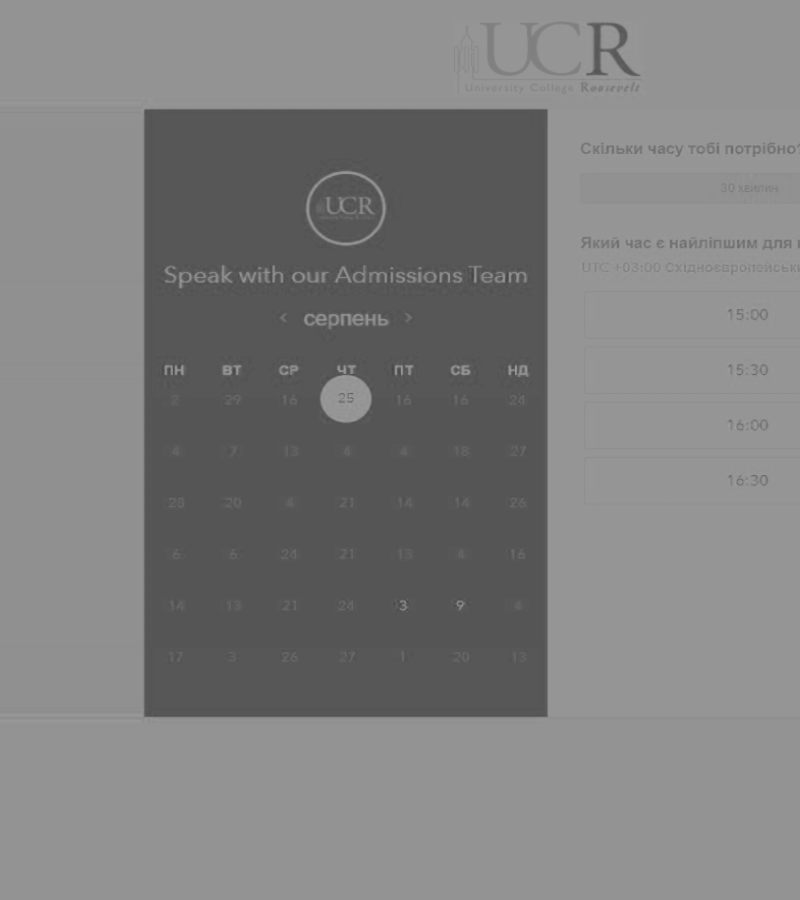 UCR
University College Roosevelt
UCR
Speak with our Admissions Team
< серпень >
ПН ВТ СР ЧТ ПТ СБ НД
2 29 16 25 16 16 24
4 7 13 4 4 18 27
28 20 4 21 14 14 26
6 6 24 21 13 4 16
14 13 21 24 3 9 4
17 3 26 27 1 20 13
Скільки часу тобі потрібно?
30 хвилин
Який час є найліпшим для
UTC +03:00 Східноєвропейськ
15:00
15:30
16:00
16:30